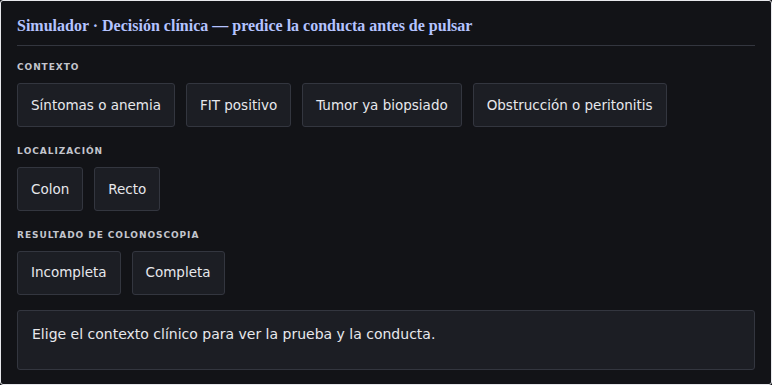 Simulador · Decisión clínica — predice la conducta antes de pulsar
CONTEXTO
Síntomas o anemia
FIT positivo
Tumor ya biopsiado
Obstrucción o peritonitis
LOCALIZACIÓN
Colon
Recto
RESULTADO DE COLONOSCOPIA
Incompleta
Completa
Elige el contexto clínico para ver la prueba y la conducta.